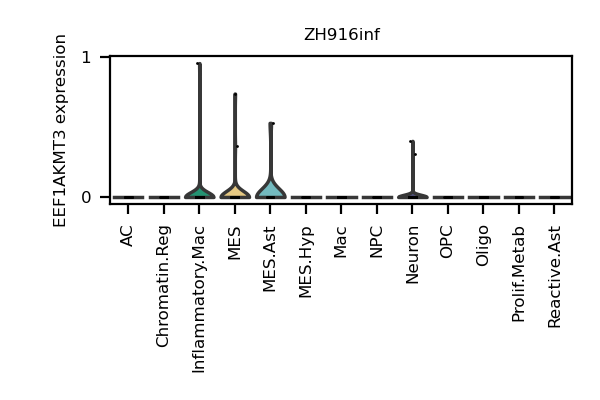 ZH916inf
EEF1AKMT3 expression
1
0
AC
Chromatin.Reg
Inflammatory.Mac
MES
MES.Ast
MES.Hyp
Mac
NPC
Neuron
OPC
Oligo
Prolif.Metab
Reactive.Ast